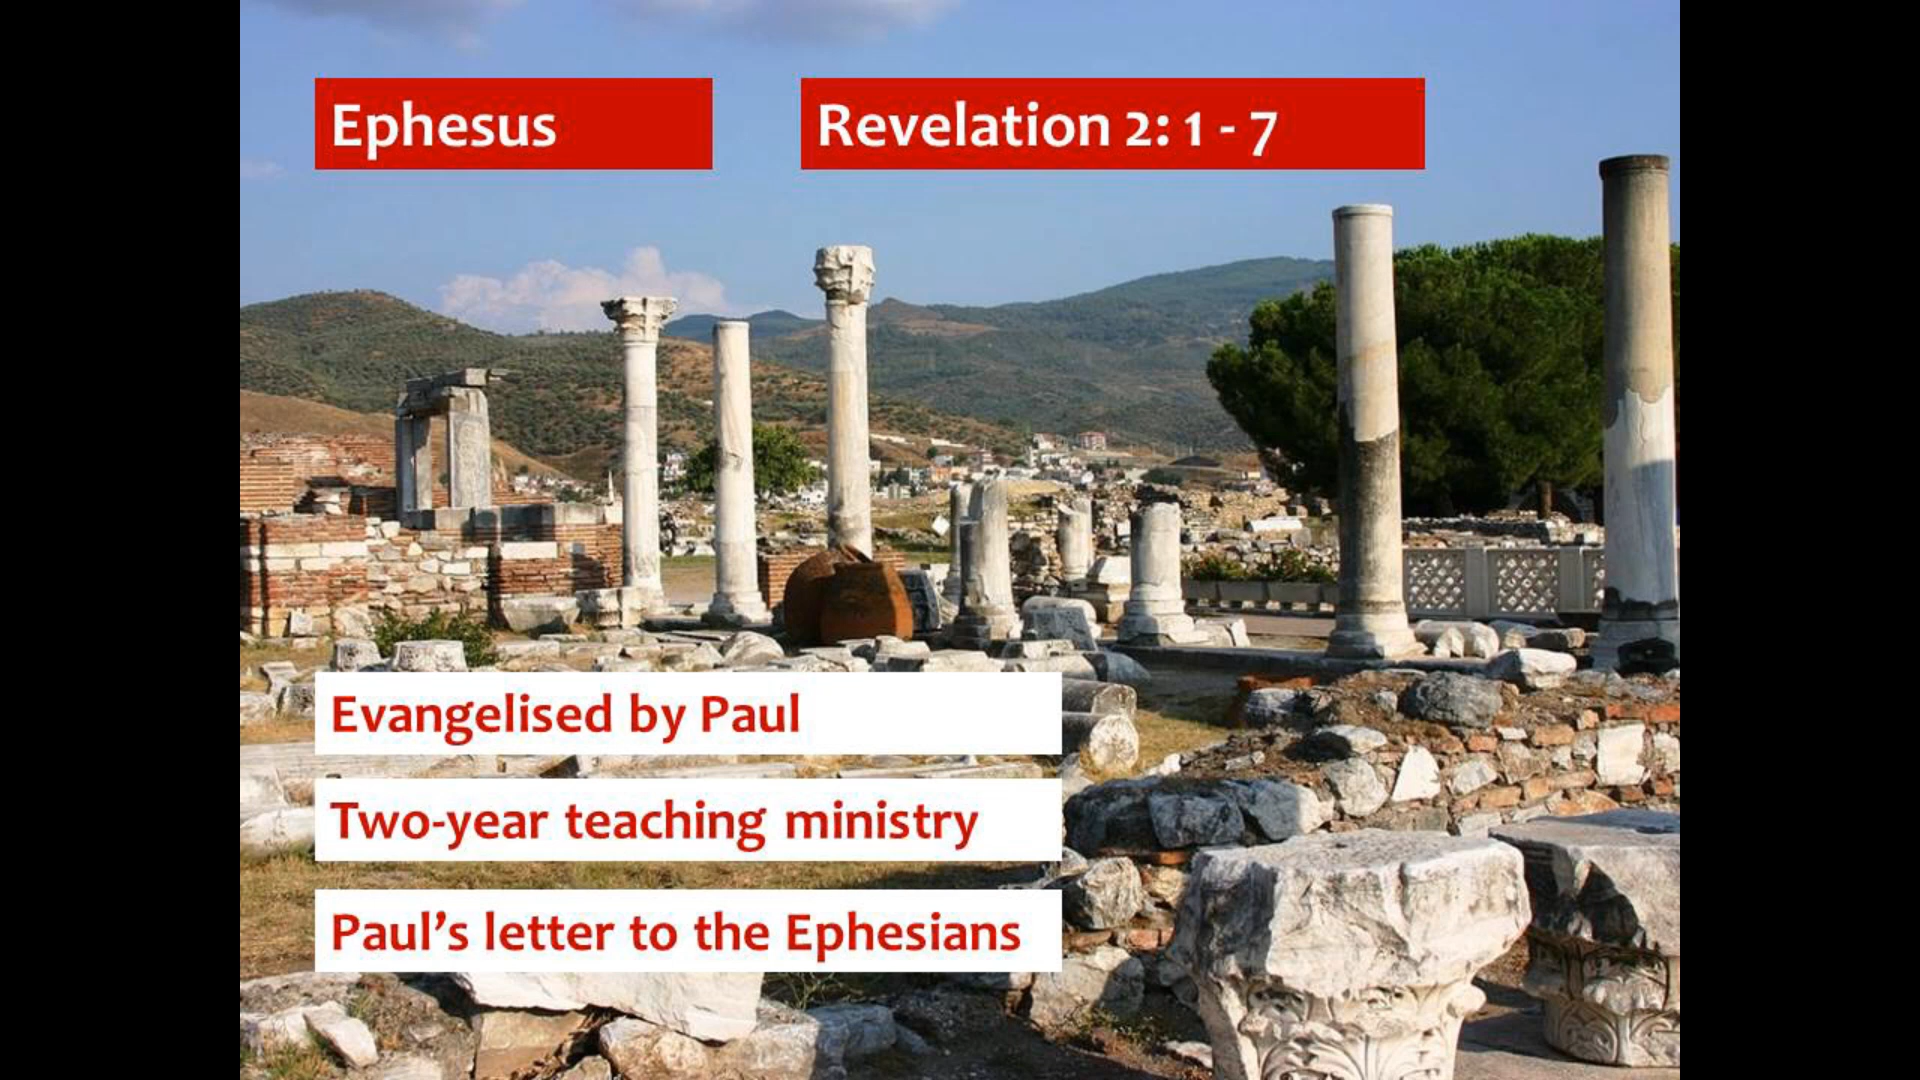 Ephesus
Revelation 2: 1 - 7
Evangelised by Paul
Two-year teaching ministry
Paul’s letter to the Ephesians